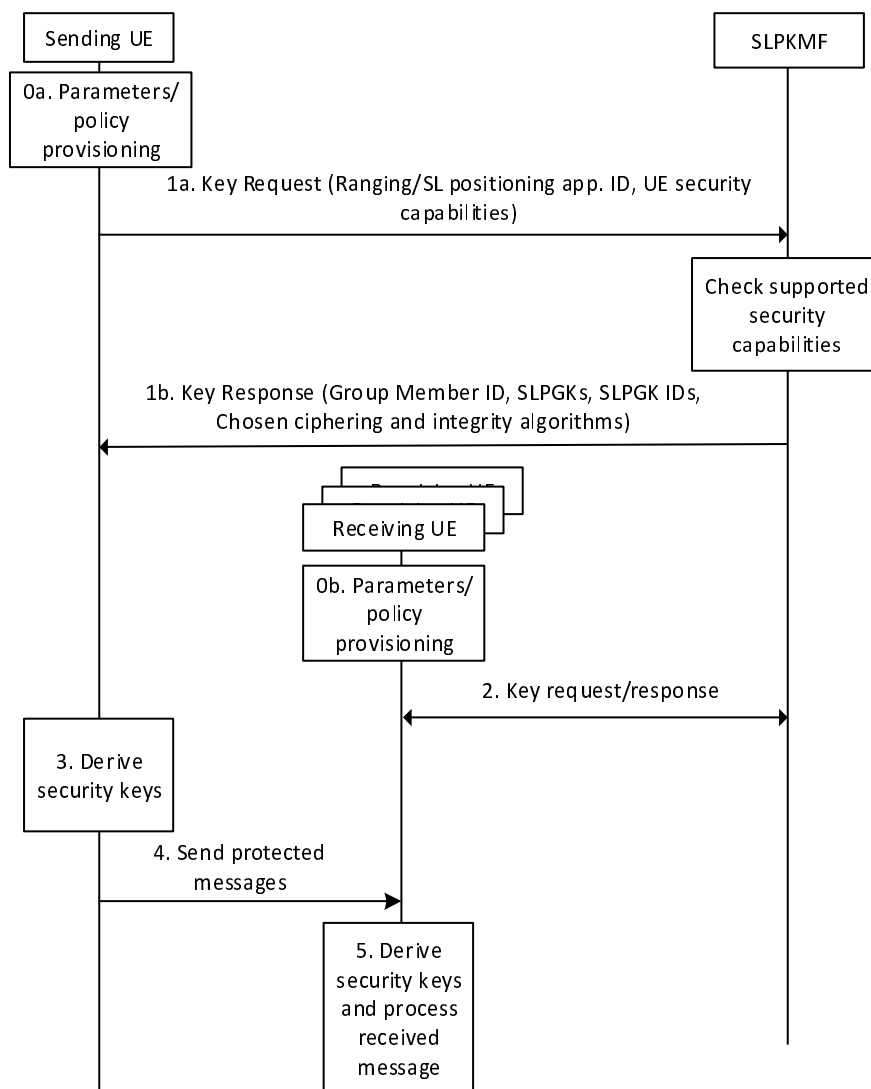 Sending UE
SLPKMF
0a. Parameters/
policy
provisioning
1a. Key Request (Ranging/SL positioning app. ID, UE security
capabilities)
Check supported
security
capabilities
1b. Key Response (Group Member ID, SLPGKs, SLPGK IDs,
Chosen ciphering and integrity algorithms)
Receiving UE
0b. Parameters/
policy
provisioning
2. Key request/response
3. Derive
security keys
4. Send protected
messages
5. Derive
security keys
and process
received
message